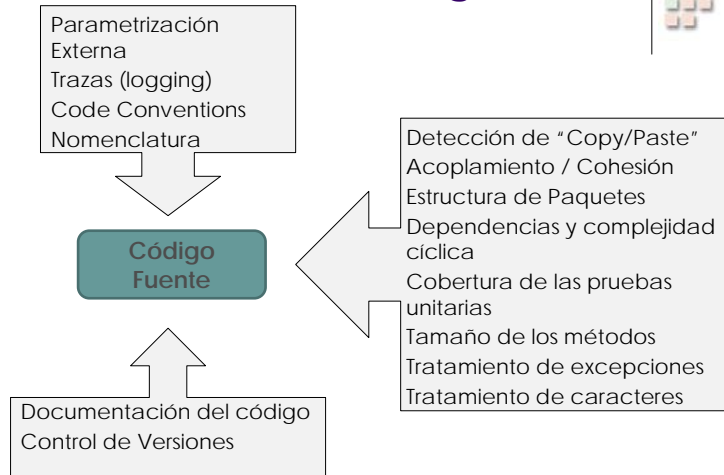 Parametrización
Externa
Trazas (logging)
Code Conventions
Nomenclatura
Detección de "Copy/Paste"
Acoplamiento / Cohesión
Estructura de Paquetes
Dependencias y complejidad
cíclica
Cobertura de las pruebas
unitarias
Tamaño de los métodos
Tratamiento de excepciones
Tratamiento de caracteres
Código
Fuente
Documentación del código
Control de Versiones